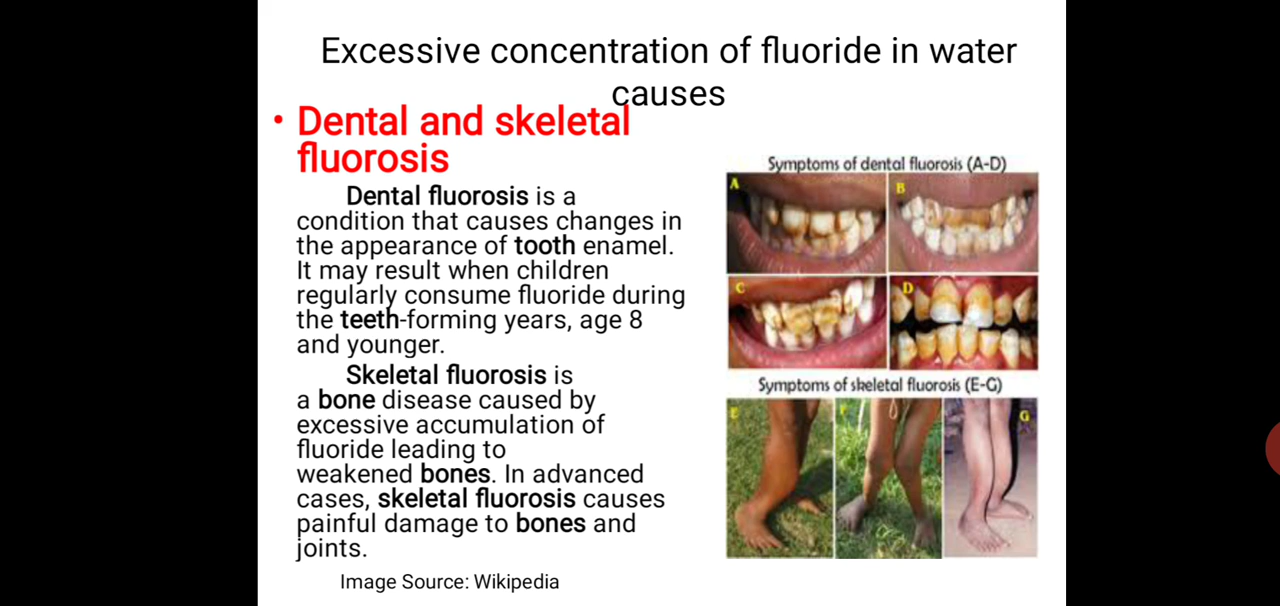 Excessive concentration of fluoride in water
causes
• Dental and skeletal
fluorosis
Dental fluorosis is a
condition that causes changes in
the appearance of tooth enamel.
It may result when children
regularly consume fluoride during
the teeth-forming years, age 8
and younger.
Skeletal fluorosis is
a bone disease caused by
excessive accumulation of
fluoride leading to
weakened bones. In advanced
cases, skeletal fluorosis causes
painful damage to bones and
joints.
Image Source: Wikipedia
Symptoms of dental fluorosis (A-D)
A
B
C
D
Symptoms of skeletal fluorosis (E-G)
E
F
G